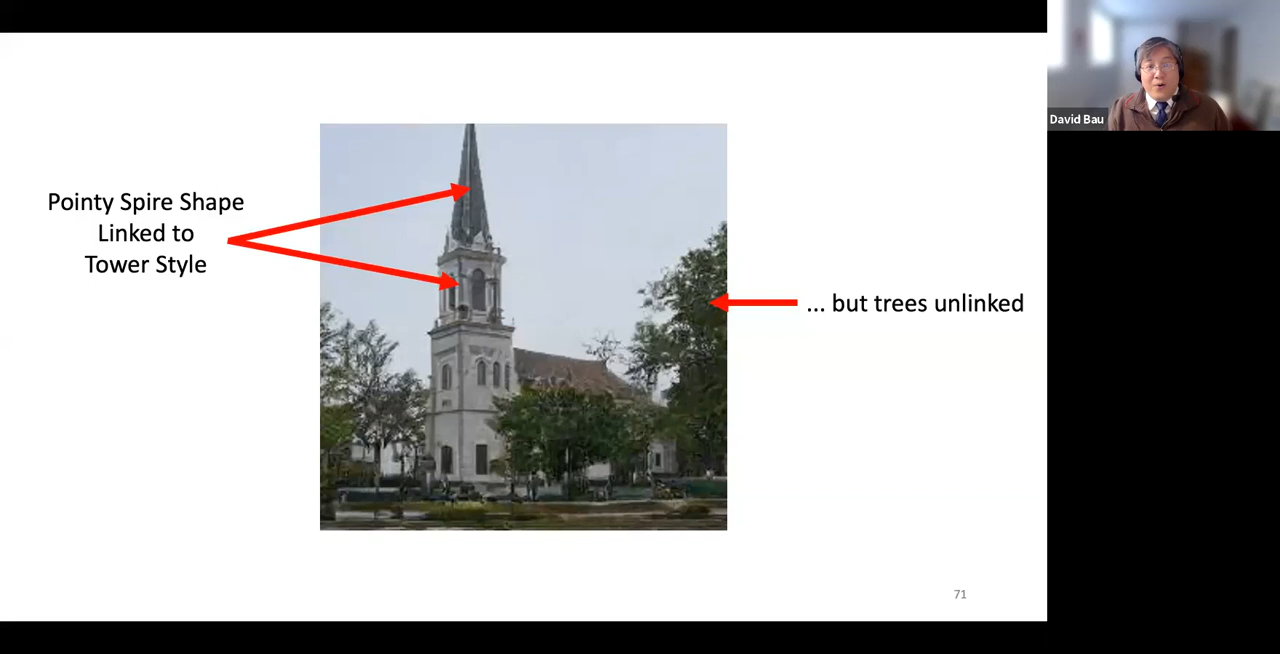 David Bau
Pointy Spire Shape
Linked to
Tower Style
... but trees unlinked
71